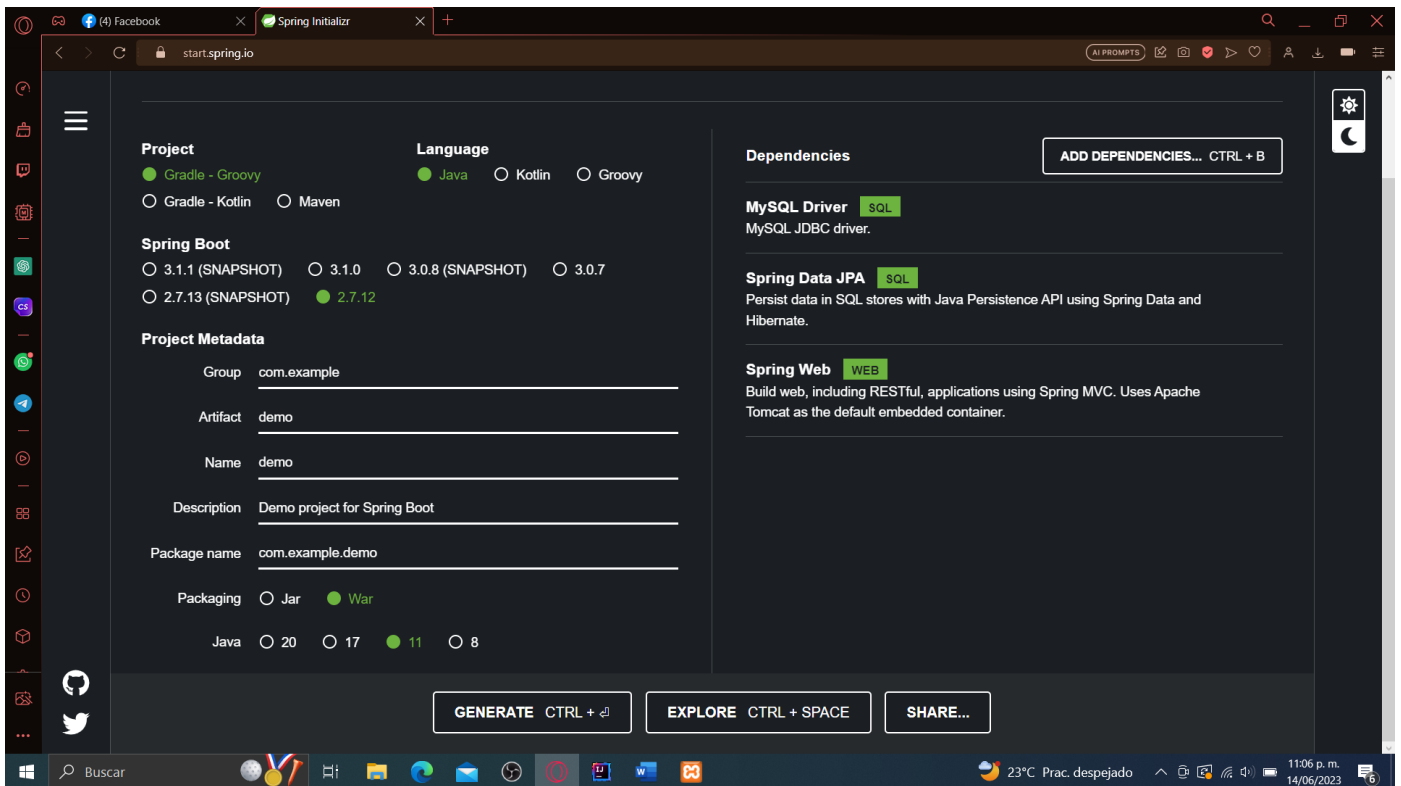 (4) Facebook
Spring Initializr
start.spring.io
AI PROMPTS
Project
Gradle - Groovy
Gradle - Kotlin
Maven
Language
Java
Kotlin
Groovy
Spring Boot
3.1.1 (SNAPSHOT)
3.1.0
3.0.8 (SNAPSHOT)
3.0.7
2.7.13 (SNAPSHOT)
2.7.12
Project Metadata
Group com.example
Artifact demo
Name demo
Description Demo project for Spring Boot
Package name com.example.demo
Packaging Jar War
Java 20 17 11 8
Dependencies
ADD DEPENDENCIES... CTRL + B
MySQL Driver SQL
MySQL JDBC driver.
Spring Data JPA SQL
Persist data in SQL stores with Java Persistence API using Spring Data and
Hibernate.
Spring Web WEB
Build web, including RESTful, applications using Spring MVC. Uses Apache
Tomcat as the default embedded container.
GENERATE CTRL + ⏎
EXPLORE CTRL + SPACE
SHARE...
CS
Buscar
IJ
W
23°C Prac. despejado
11:06 p. m.
14/06/2023
6